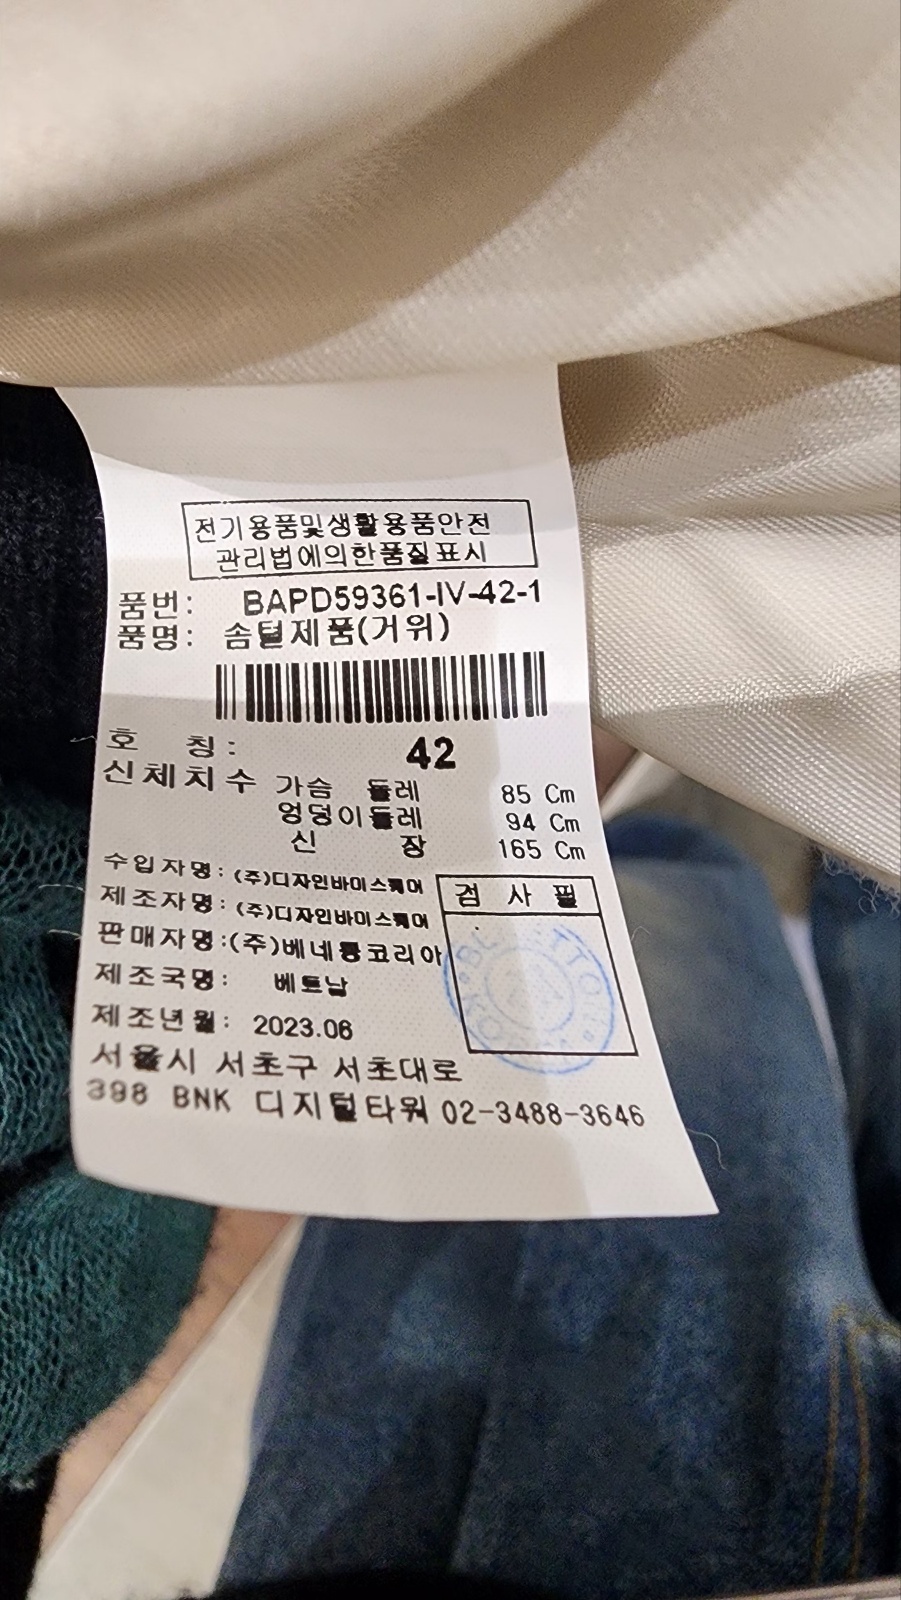 전기용품및생활용품안전
관리법에의한품질표시
품번: BAPD59361-IV-42-1
품명: 솜털제품(거위)
호 칭: 42
신체치수 가슴 둘레 85 Cm
엉덩이둘레 94 Cm
신 장 165 Cm
수입자명: (주)디자인바이스퀘어
제조자명: (주)디자인바이스퀘어
판매자명:(주)베네통코리아
제조국명: 베트남
제조년월: 2023.06
검 사 필
서울시 서초구 서초대로
398 BNK 디지털타워 02-3488-3646